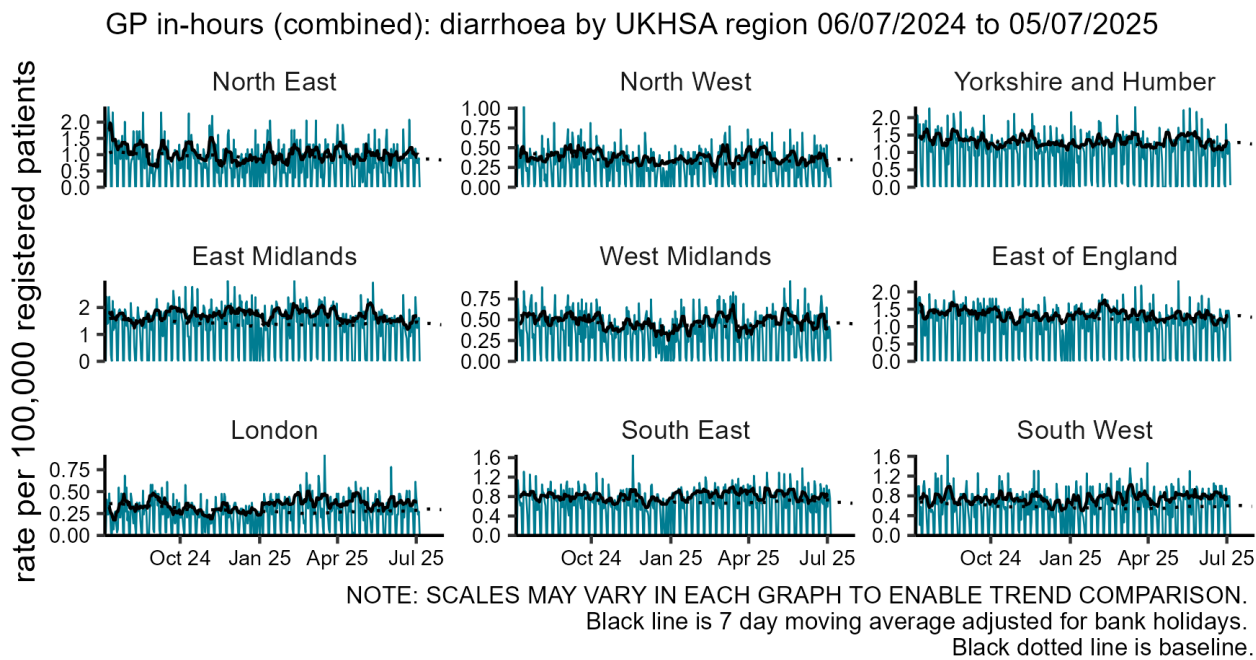 GP in-hours (combined): diarrhoea by UKHSA region 06/07/2024 to 05/07/2025
rate per 100,000 registered patients
North East
2.0
1.5
1.0
0.5
0.0
North West
1.00
0.75
0.50
0.25
0.00
Yorkshire and Humber
2.0
1.5
1.0
0.5
0.0
East Midlands
2
1
0
West Midlands
0.75
0.50
0.25
0.00
East of England
2.0
1.5
1.0
0.5
0.0
London
0.75
0.50
0.25
0.00
Oct 24 Jan 25 Apr 25 Jul 25
South East
1.6
1.2
0.8
0.4
0.0
Oct 24 Jan 25 Apr 25 Jul 25
South West
1.6
1.2
0.8
0.4
0.0
Oct 24 Jan 25 Apr 25 Jul 25
NOTE: SCALES MAY VARY IN EACH GRAPH TO ENABLE TREND COMPARISON.
Black line is 7 day moving average adjusted for bank holidays.
Black dotted line is baseline.